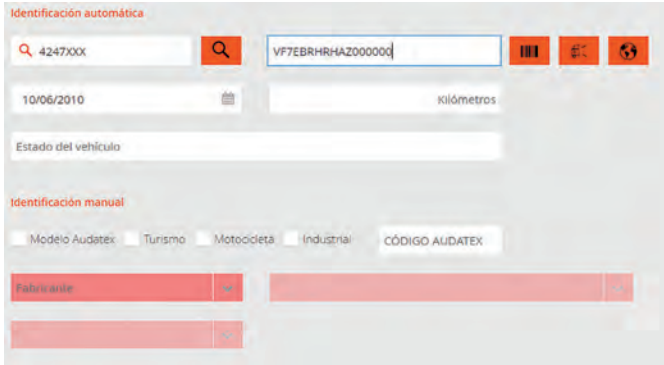 Identificación automática
4247XXX VF7EBRHRHAZ000000
10/06/2010 Kilómetros
Estado del vehículo
Identificación manual
Modelo Audatex Turismo Motocicleta Industrial CÓDIGO AUDATEX
Fabricante